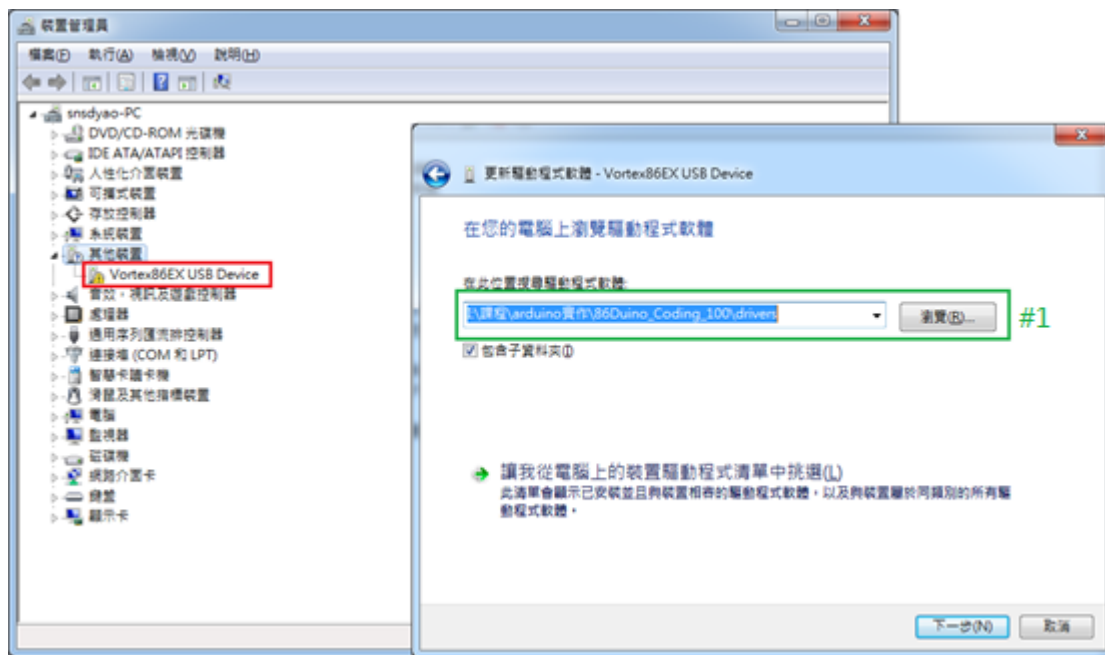 裝置管理員
檔案(F) 執行(A) 檢視(V) 說明(H)
snsdyao-PC
DVD/CD-ROM 光碟機
IDE ATA/ATAPI 控制器
人性化介面裝置
可攜式裝置
存放控制器
系統裝置
其他裝置
Vortex86EX USB Device
音效，視訊及遊戲控制器
處理器
通用序列匯流排控制器
連接埠 (COM 和 LPT)
智慧卡讀卡機
滑鼠及其他指標裝置
電腦
監視器
磁碟機
網路介面卡
鍵盤
顯示卡
更新驅動程式軟體 - Vortex86EX USB Device
在您的電腦上瀏覽驅動程式軟體
在此位置搜尋驅動程式軟體:
:\課程\arduino實作\86Duino_Coding_100\drivers
瀏覽(R)...
#1
包含子資料夾(I)
讓我從電腦上的裝置驅動程式清單中挑選(L)
此清單會顯示已安裝並且與裝置相容的驅動程式軟體，以及與裝置屬於同類別的所有驅
動程式軟體。
下一步(N)
取消